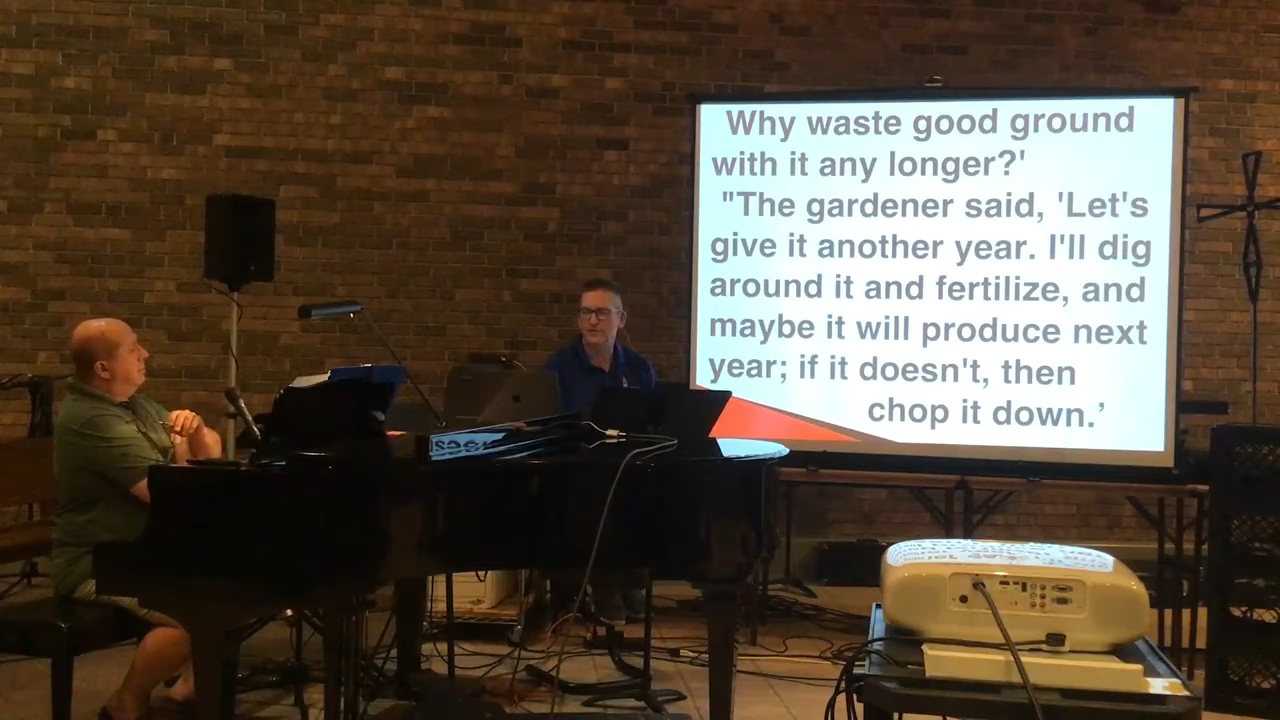 Why waste good ground
with it any longer?'
"The gardener said, 'Let's
give it another year. I'll dig
around it and fertilize, and
maybe it will produce next
year; if it doesn't, then
chop it down.’